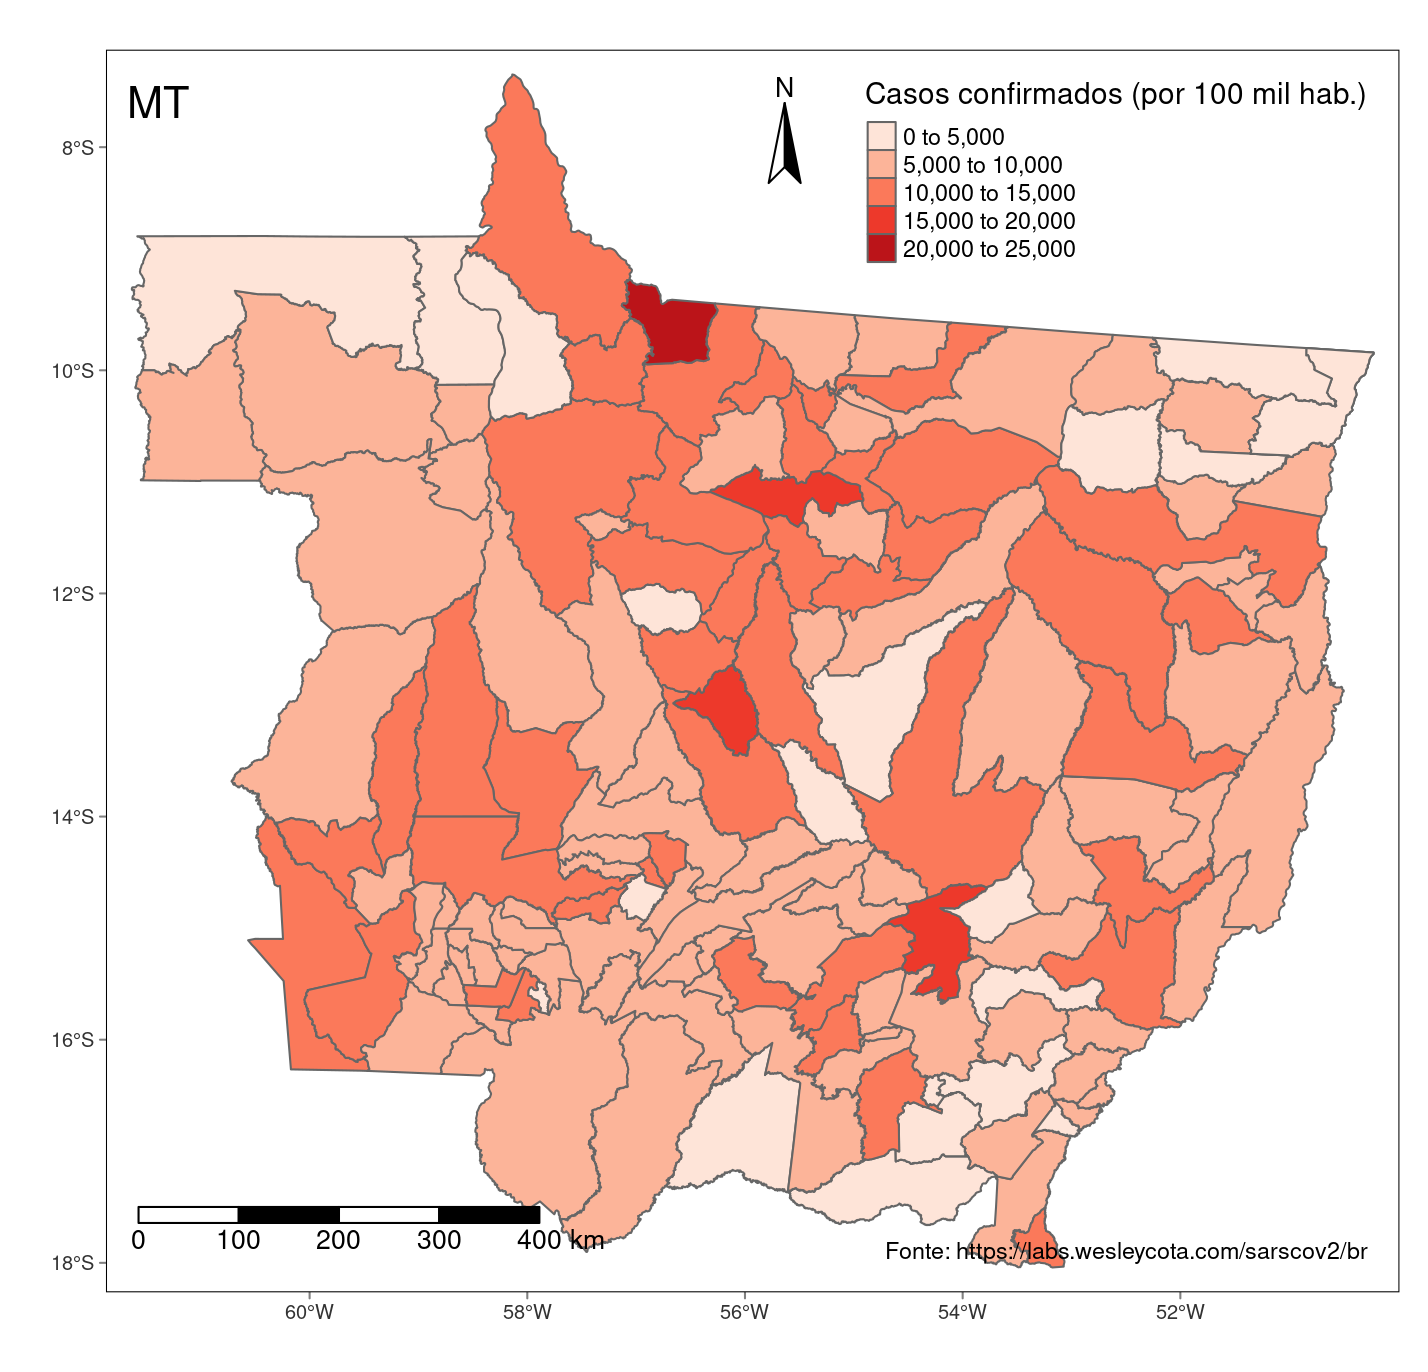 MT
N
Casos confirmados (por 100 mil hab.)
0 to 5,000
5,000 to 10,000
10,000 to 15,000
15,000 to 20,000
20,000 to 25,000
8°S
10°S
12°S
14°S
16°S
18°S
0 100 200 300 400 km
Fonte: https://labs.wesleycota.com/sarscov2/br
60°W 58°W 56°W 54°W 52°W